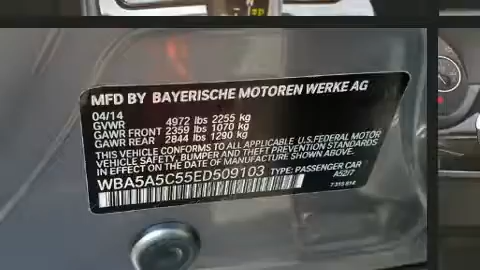 MFD BY BAYERISCHE MOTOREN WERKE AG
04/14
GVWR 4972 lbs 2255 kg
GAWR FRONT 2359 lbs 1070 kg
GAWR REAR 2844 lbs 1290 kg
THIS VEHICLE CONFORMS TO ALL APPLICABLE U.S.FEDERAL MOTOR
VEHICLE SAFETY, BUMPER AND THEFT PREVENTION STANDARDS
IN EFFECT ON THE DATE OF MANUFACTURE SHOWN ABOVE.
WBA5A5C55ED509103 TYPE: PASSENGER CAR
A52/7